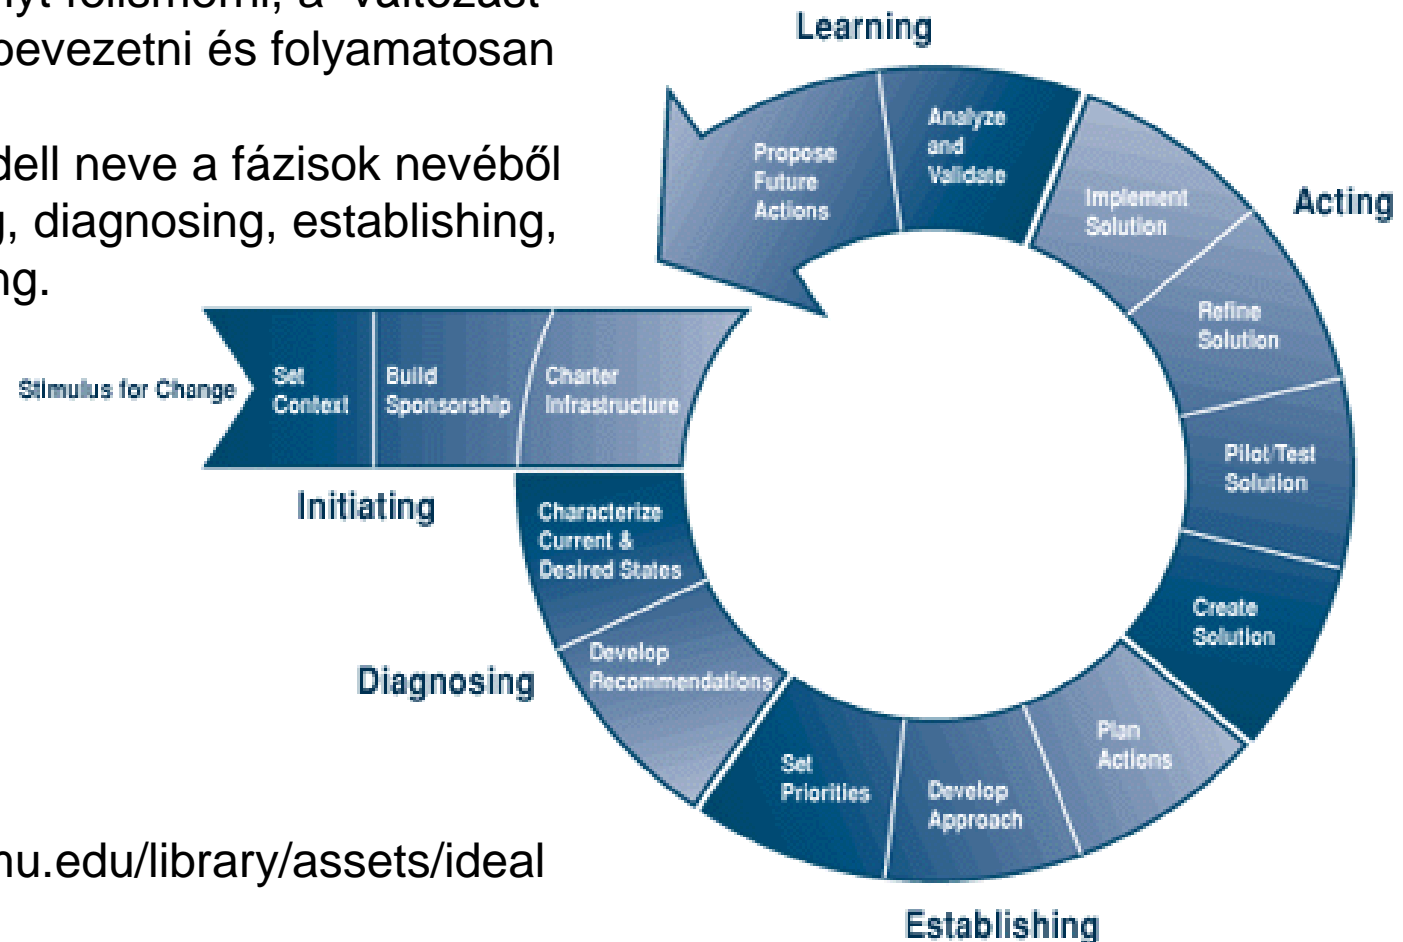 fölismerni, a változást
bevezetni és folyamatosan
neve a fázisok nevéből
diagnosing, establishing,
Learning
Propose
Future
Actions
Analyze
and
Validate
Implement
Solution
Acting
Refine
Solution
Pilot/Test
Solution
Create
Solution
Stimulus for Change
Set
Context
Build
Sponsorship
Charter
Infrastructure
Initiating
Characterize
Current &
Desired States
Develop
Recommendations
Diagnosing
Set
Priorities
Develop
Approach
Plan
Actions
Establishing
nu.edu/library/assets/ideal